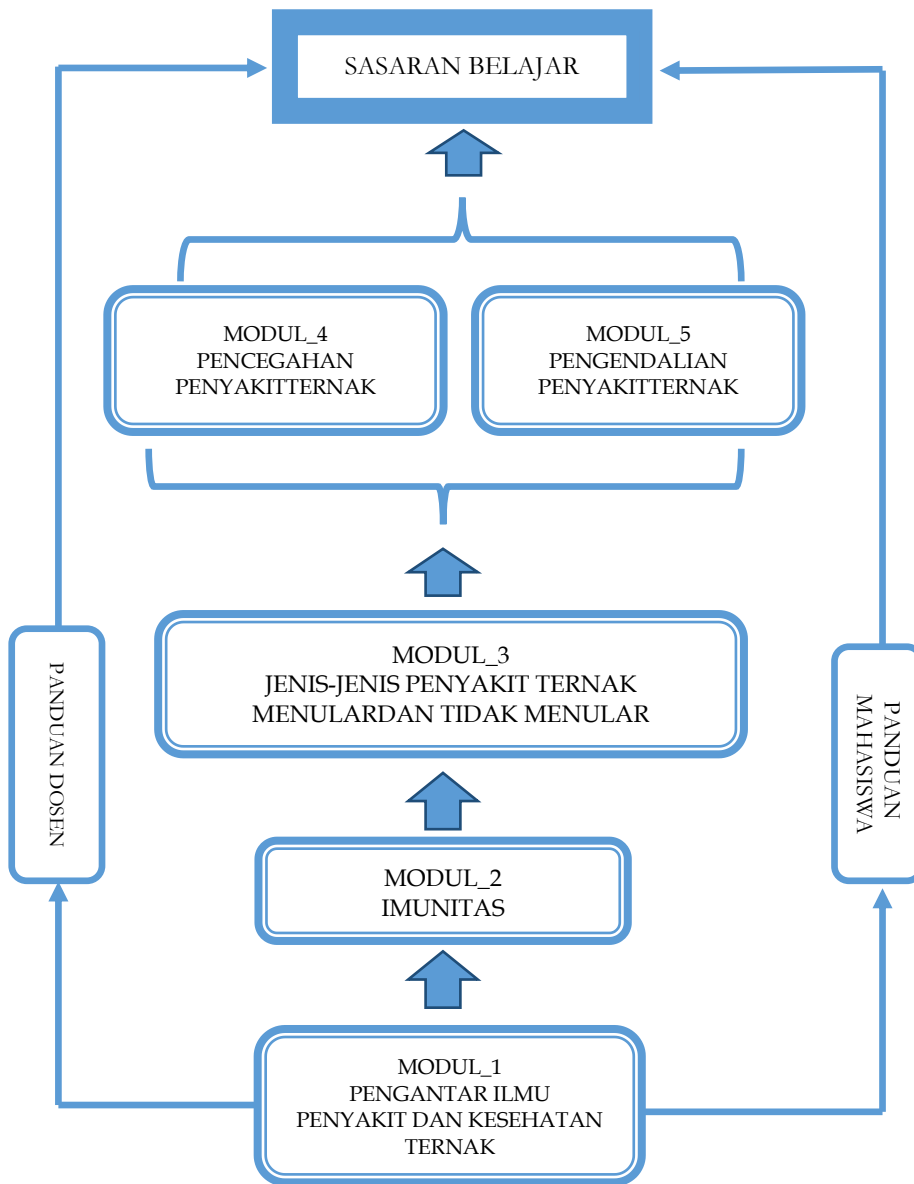 SASARAN BELAJAR
MODUL_4
PENCEGAHAN
PENYAKITTERNAK
MODUL_5
PENGENDALIAN
PENYAKITTERNAK
MODUL_3
JENIS-JENIS PENYAKIT TERNAK
MENULARDAN TIDAK MENULAR
PANDUAN DOSEN
PANDUAN
MAHASISWA
MODUL_2
IMUNITAS
MODUL_1
PENGANTAR ILMU
PENYAKIT DAN KESEHATAN
TERNAK